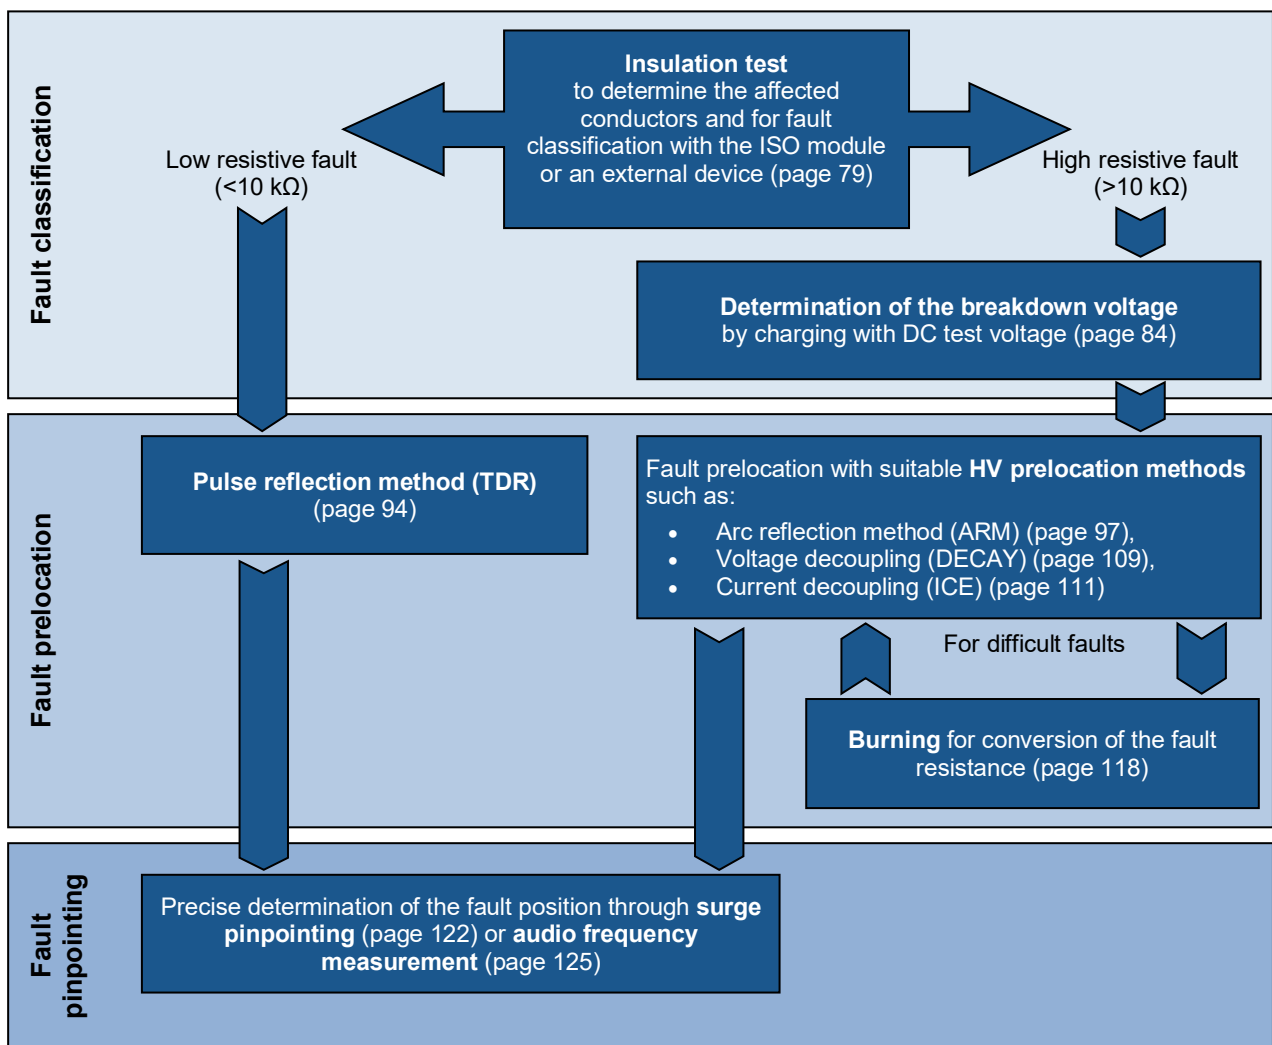 Fault classification
Insulation test
to determine the affected
conductors and for fault
classification with the ISO module
or an external device (page 79)
Low resistive fault
(<10 kΩ)
High resistive fault
(>10 kΩ)
Determination of the breakdown voltage
by charging with DC test voltage (page 84)
Fault prelocation
Pulse reflection method (TDR)
(page 94)
Fault prelocation with suitable HV prelocation methods
such as:
• Arc reflection method (ARM) (page 97),
• Voltage decoupling (DECAY) (page 109),
• Current decoupling (ICE) (page 111)
For difficult faults
Burning for conversion of the fault
resistance (page 118)
Fault
pinpointing
Precise determination of the fault position through surge
pinpointing (page 122) or audio frequency
measurement (page 125)